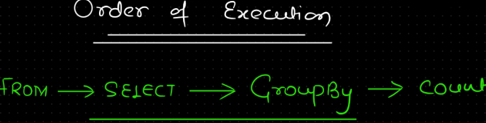 Order of Execution
FROM → SELECT → GroupBy → Count